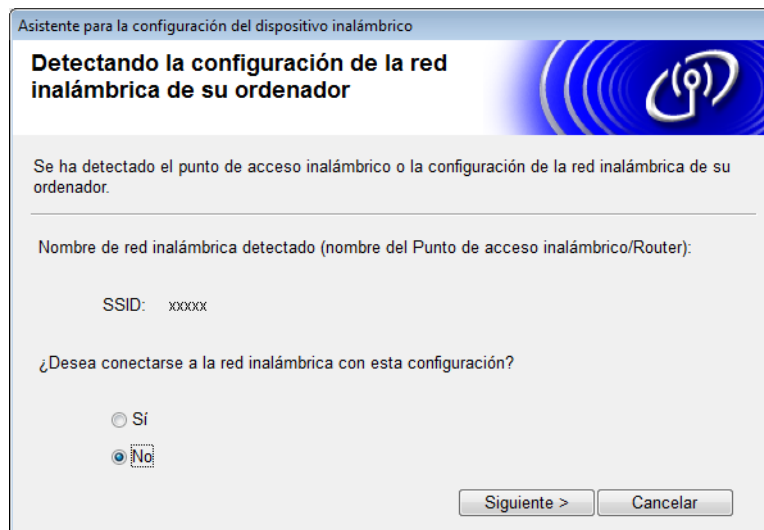 Asistente para la configuración del dispositivo inalámbrico
Detectando la configuración de la red
inalámbrica de su ordenador
Se ha detectado el punto de acceso inalámbrico o la configuración de la red inalámbrica de su
ordenador.
Nombre de red inalámbrica detectado (nombre del Punto de acceso inalámbrico/Router):
SSID: xxxxx
¿Desea conectarse a la red inalámbrica con esta configuración?
Sí
No
Siguiente > Cancelar